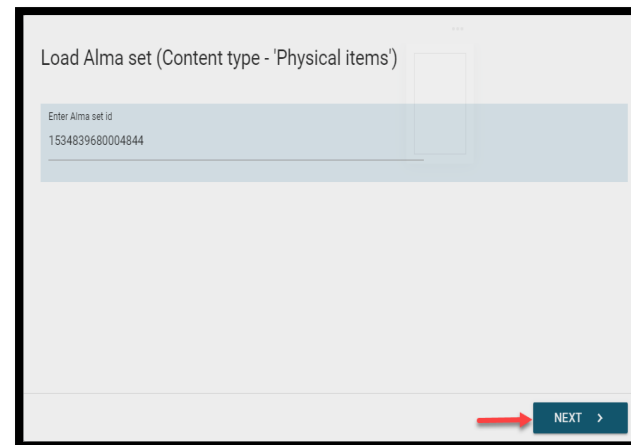 Load Alma set (Content type - 'Physical items')
Enter Alma set id
1534839680004844
NEXT >